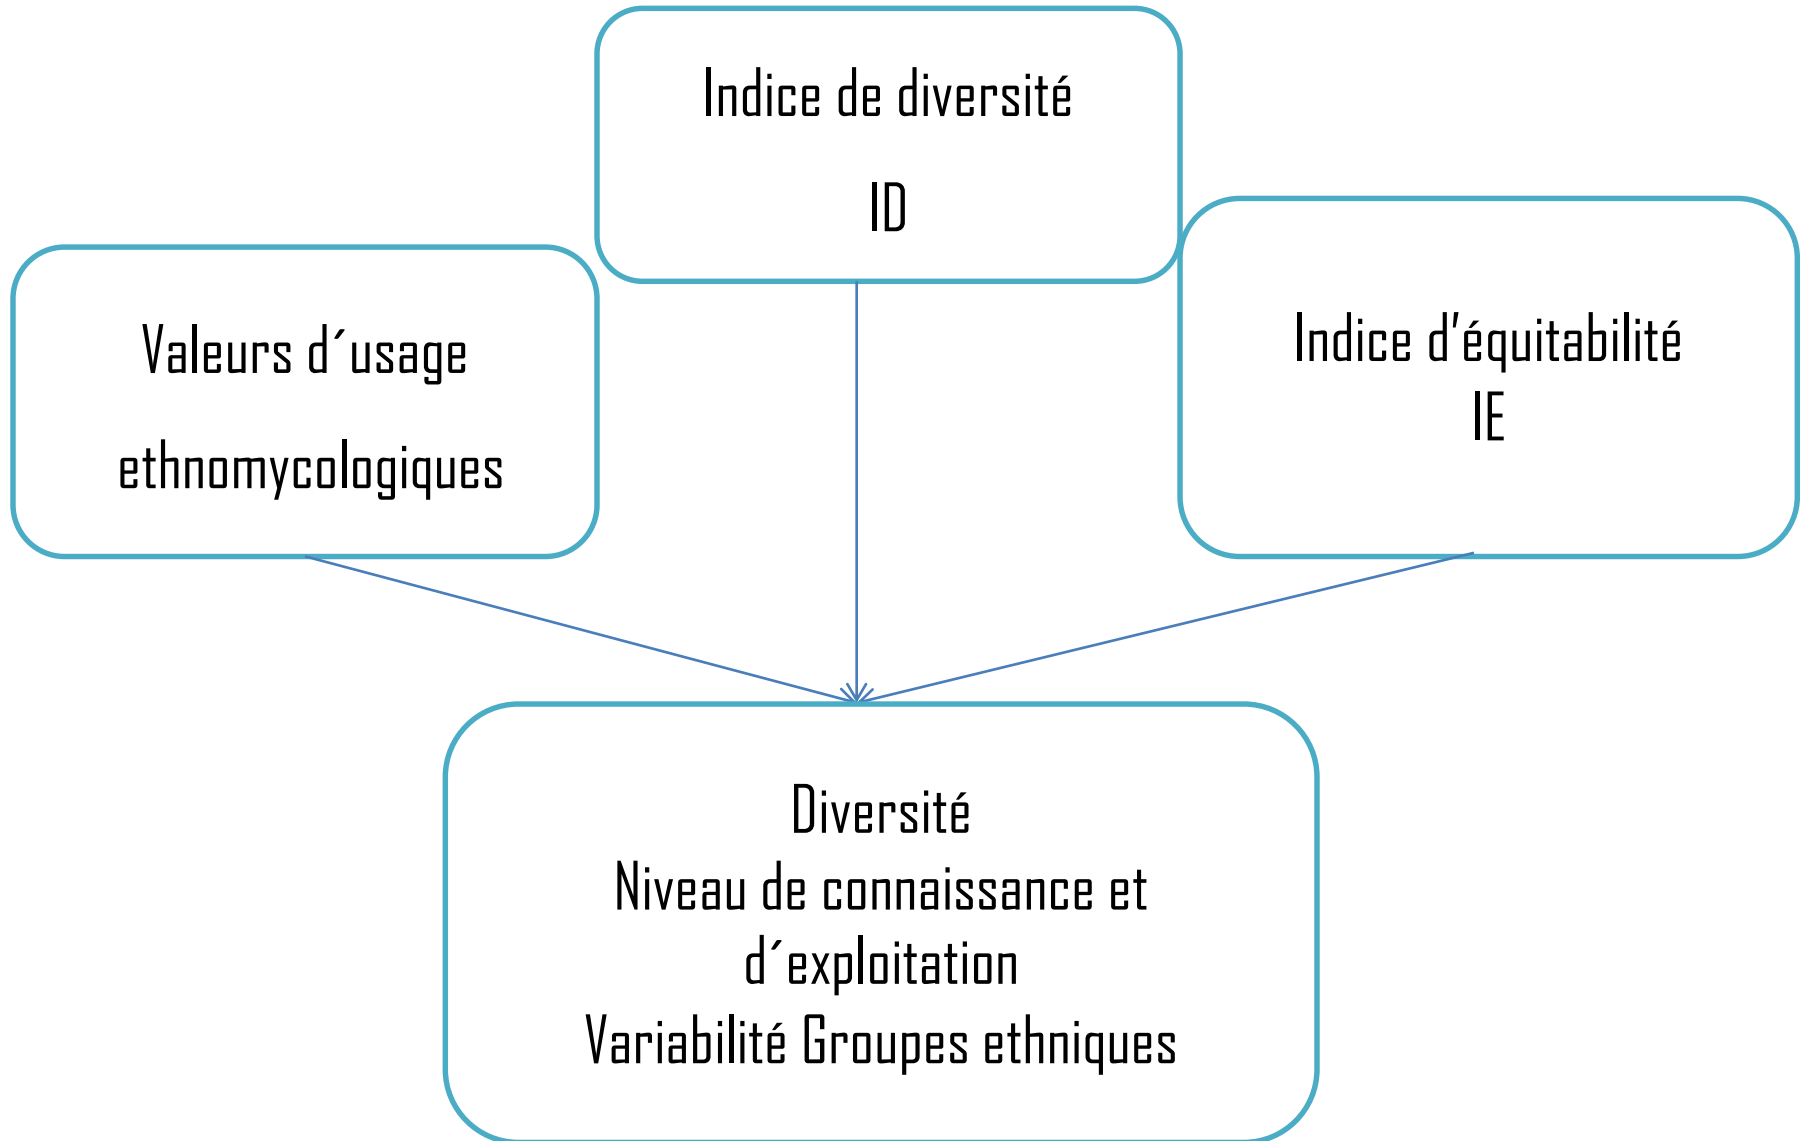 Indice de diversité
ID
Valeurs d´usage
ethnomycologiques
Indice d’équitabilité
IE
Diversité
Niveau de connaissance et
d´exploitation
Variabilité Groupes ethniques